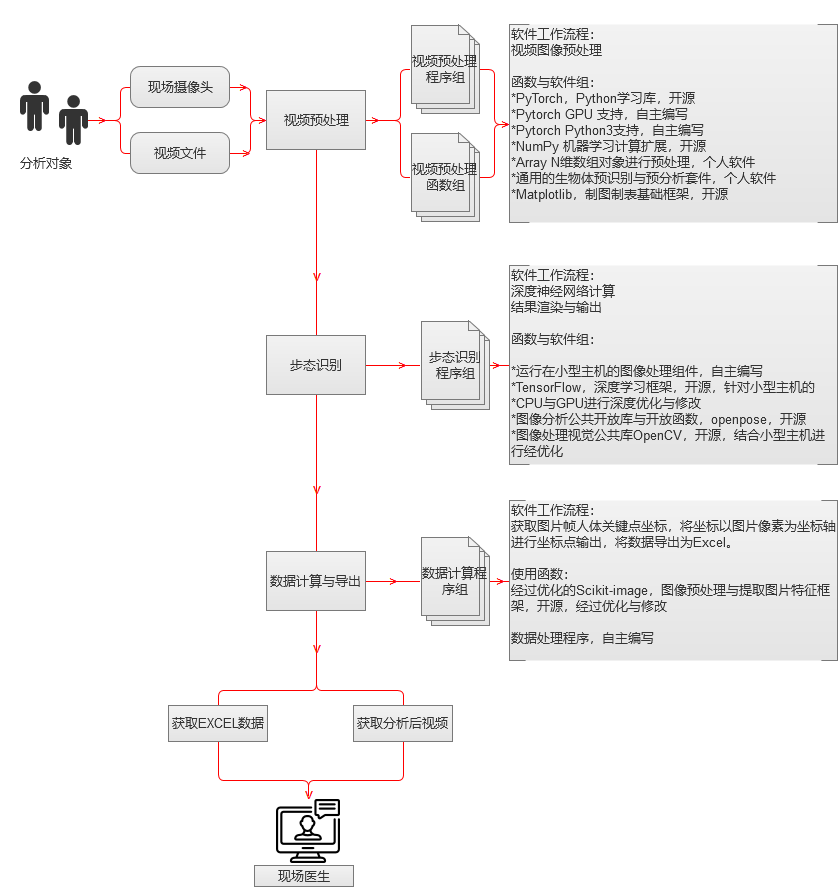 分析对象
现场摄像头
视频文件
视频预处理
视频预处理
程序组
视频预处理
函数组
软件工作流程:
视频图像预处理
函数与软件组:
*PyTorch，Python学习库，开源
*Pytorch GPU 支持，自主编写
*Pytorch Python3支持，自主编写
*NumPy 机器学习计算扩展，开源
*Array N维数组对象进行预处理，个人软件
*通用的生物体预识别与预分析套件，个人软件
*Matplotlib，制图制表基础框架，开源
步态识别
步态识别
程序组
软件工作流程:
深度神经网络计算
结果渲染与输出
函数与软件组:
*运行在小型主机的图像处理组件，自主编写
*TensorFlow，深度学习框架，开源，针对小型主机的
*CPU与GPU进行深度优化与修改
*图像分析公共开放库与开放函数，openpose，开源
*图像处理视觉公共库OpenCV，开源，结合小型主机进
行经优化
数据计算与导出
数据计算程
序组
软件工作流程:
获取图片帧人体关键点坐标，将坐标以图片像素为坐标轴
进行坐标点输出，将数据导出为Excel。
使用函数:
经过优化的Scikit-image，图像预处理与提取图片特征框
架，开源，经过优化与修改
数据处理程序，自主编写
获取EXCEL数据
获取分析后视频
现场医生